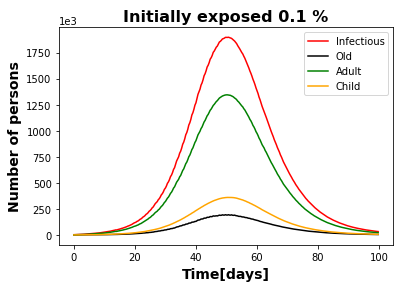 Initially exposed 0.1 %
1e3
Number of persons
1750
1500
1250
1000
750
500
250
0
0 20 40 60 80 100
Time[days]
Infectious
Old
Adult
Child